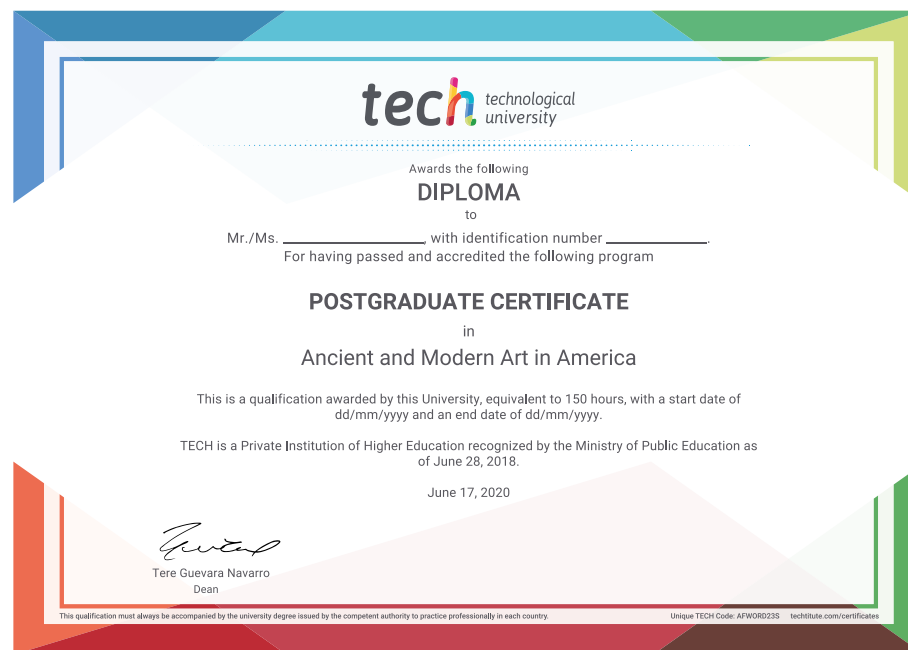 tech technological
university
Awards the following
DIPLOMA
to
Mr./Ms. ____________, with identification number ____________.
For having passed and accredited the following program
POSTGRADUATE CERTIFICATE
in
Ancient and Modern Art in America
This is a qualification awarded by this University, equivalent to 150 hours, with a start date of
dd/mm/yyyy and an end date of dd/mm/yyyy.
TECH is a Private Institution of Higher Education recognized by the Ministry of Public Education as
of June 28, 2018.
June 17, 2020
Tere Guevara Navarro
Dean
This qualification must always be accompanied by the university degree issued by the competent authority to practice professionally in each country. Unique TECH Code: AFWORD23S techtitute.com/certificates